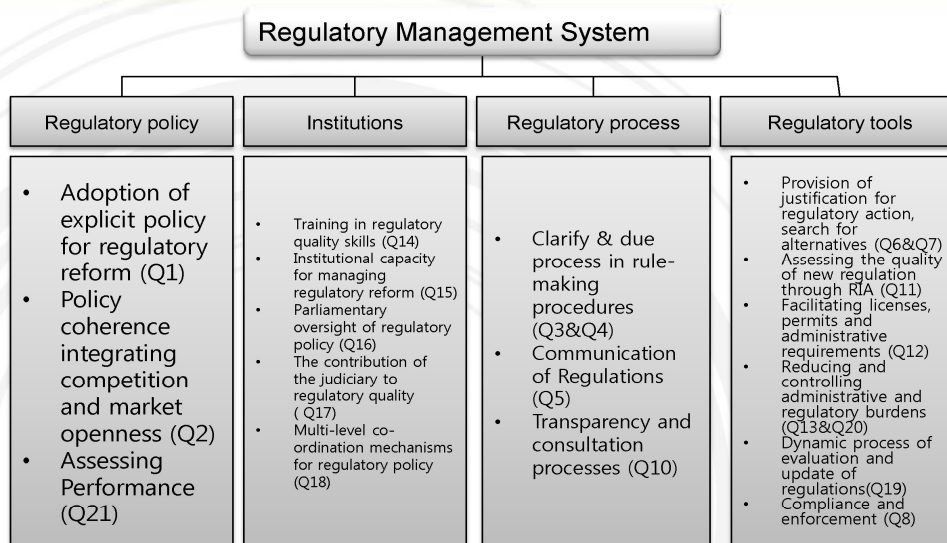 Regulatory Management System
Regulatory policy
Institutions
Regulatory process
Regulatory tools
• Adoption of
explicit policy
for regulatory
reform (Q1)
• Policy
coherence
integrating
competition
and market
openness (Q2)
• Assessing
Performance
(Q21)
• Training in regulatory
quality skills (Q14)
• Institutional capacity
for managing
regulatory reform (Q15)
• Parliamentary
oversight of regulatory
policy (Q16)
• The contribution of
the judiciary to
regulatory quality
( Q17)
• Multi-level co-
ordination mechanisms
for regulatory policy
(Q18)
• Clarify & due
process in rule-
making
procedures
(Q3&Q4)
• Communication
of Regulations
(Q5)
• Transparency and
consultation
processes (Q10)
• Provision of
justification for
regulatory action,
search for
alternatives (Q6&Q7)
• Assessing the quality
of new regulation
through RIA (Q11)
• Facilitating licenses,
permits and
administrative
requirements (Q12)
• Reducing and
controlling
administrative and
regulatory burdens
(Q13&Q20)
• Dynamic process of
evaluation and
update of
regulations(Q19)
• Compliance and
enforcement (Q8)